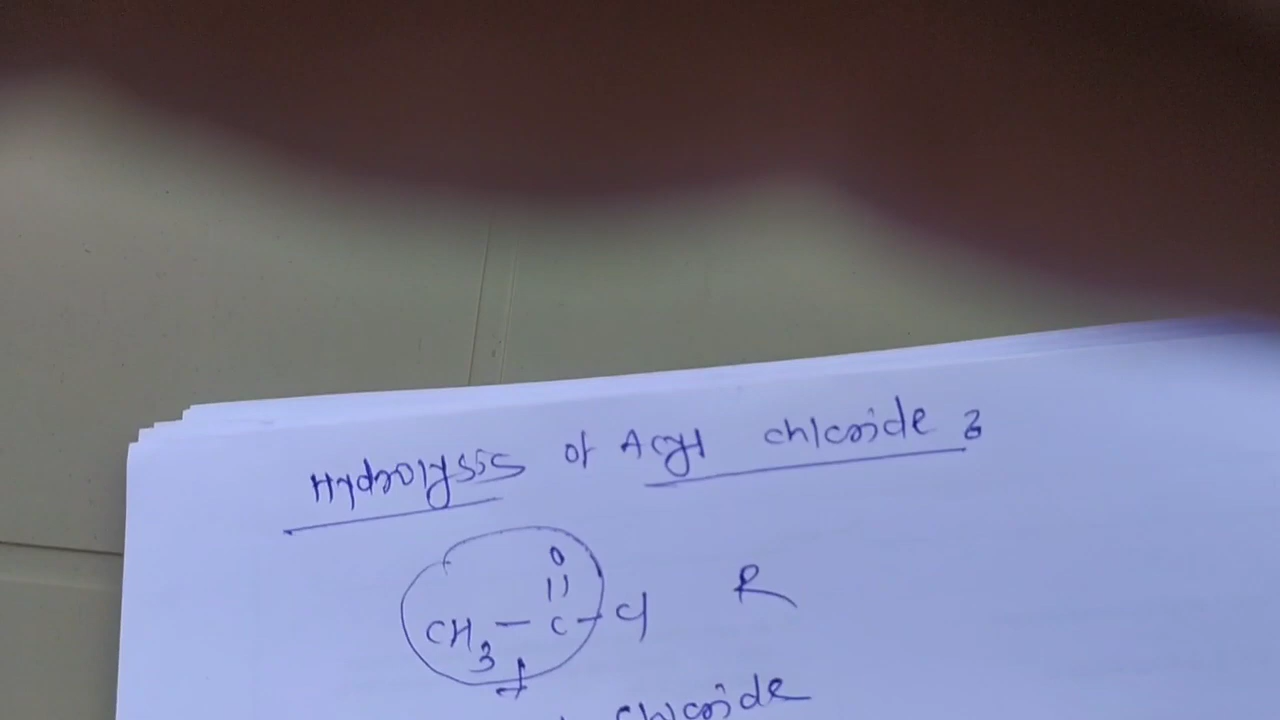 Hydrolysis of Acyl chloride :
O
||
CH3 - C - Cl R
chloride